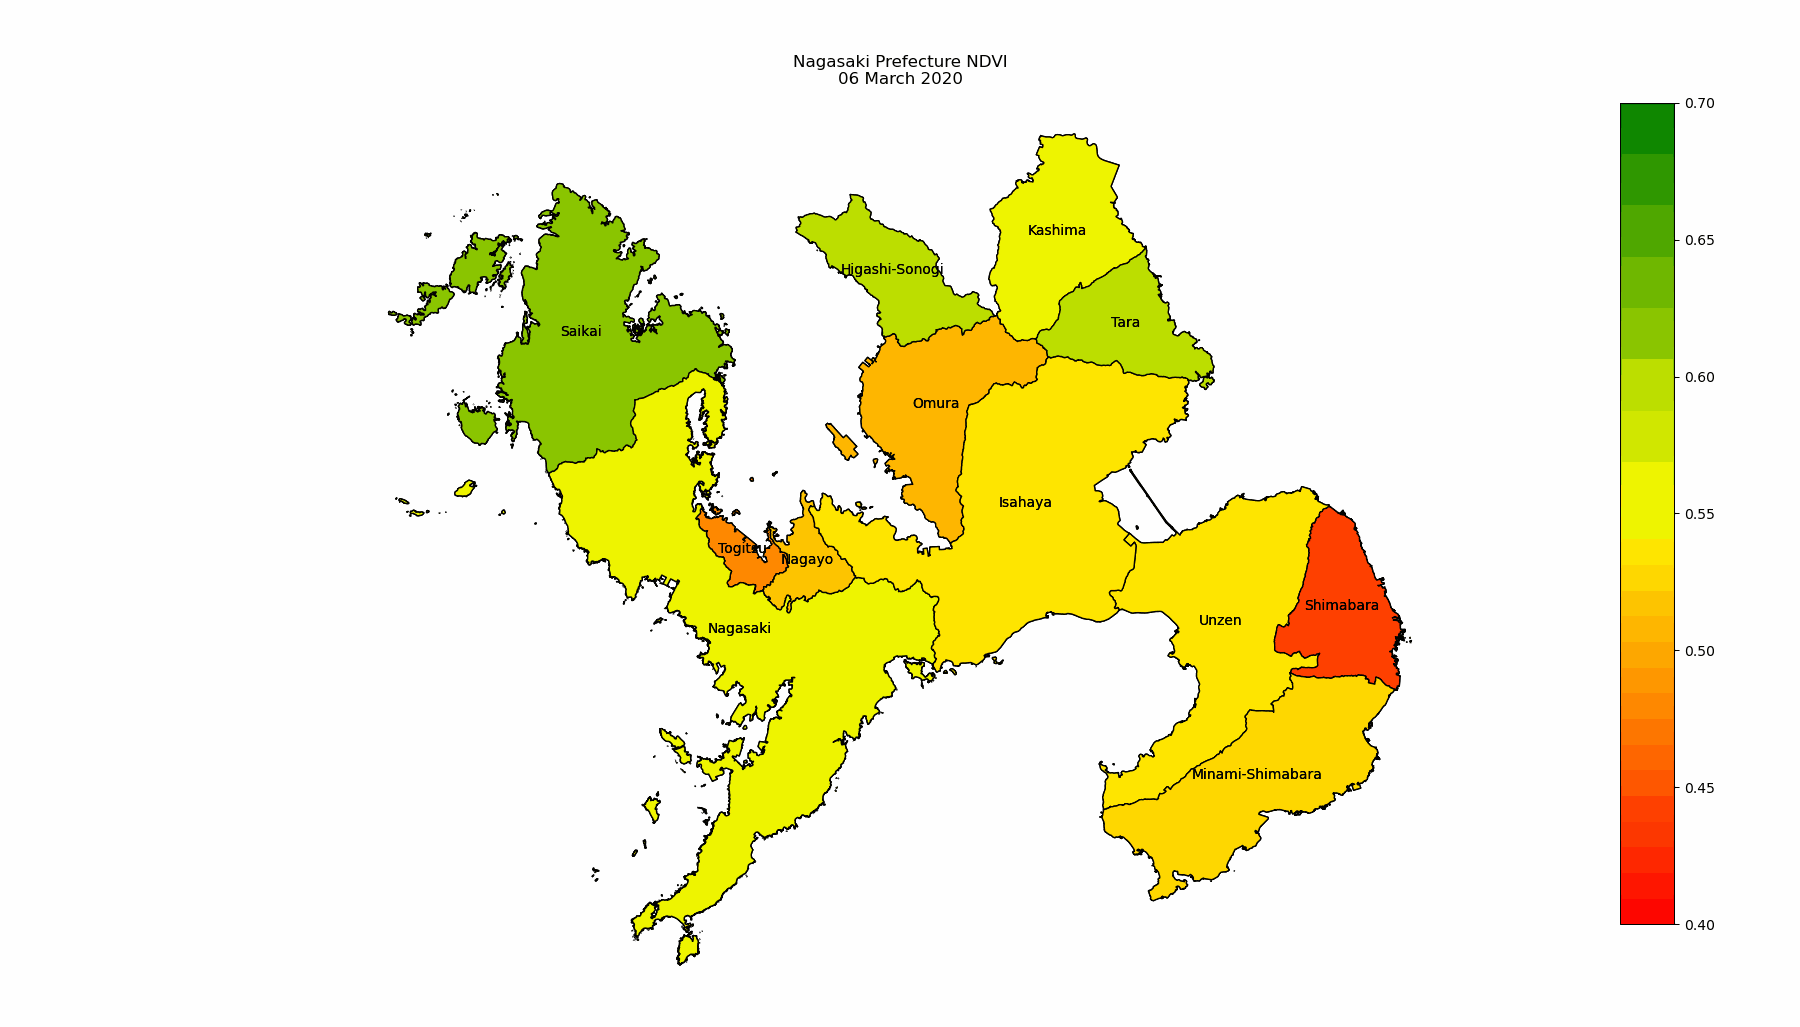 Nagasaki Prefecture NDVI
06 March 2020
0.70
Kashima
0.65
Higashi-Sonogi
Tara
Saikai
0.60
Omura
Isahaya
0.55
Togitsu
Nagayo
Shimabara
Unzen
Nagasaki
0.50
Minami-Shimabara
0.45
0.40